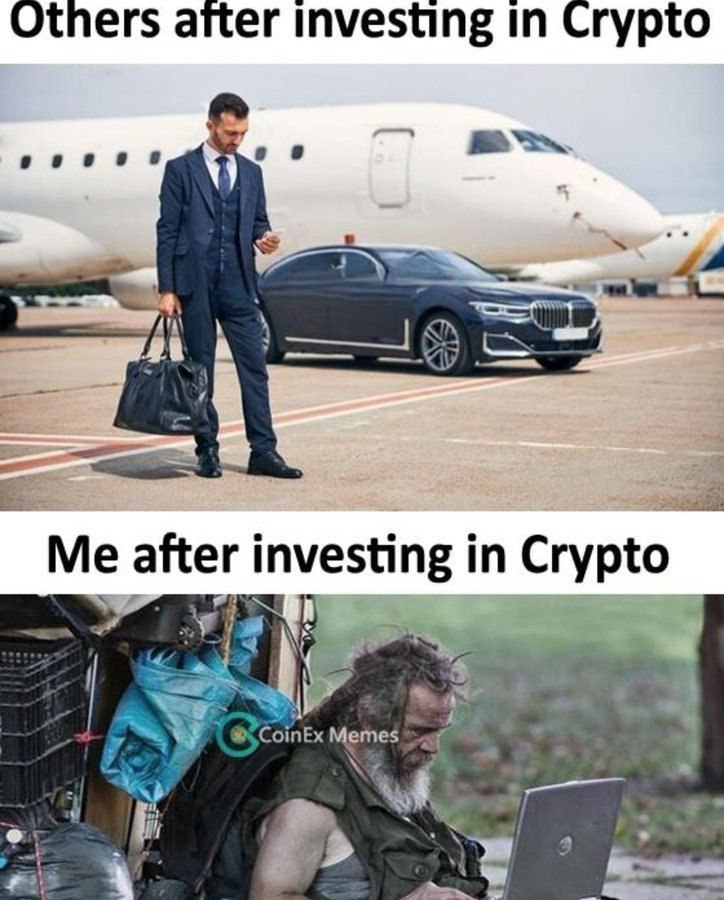 Others after investing in Crypto
Me after investing in Crypto
CoinEx Memes